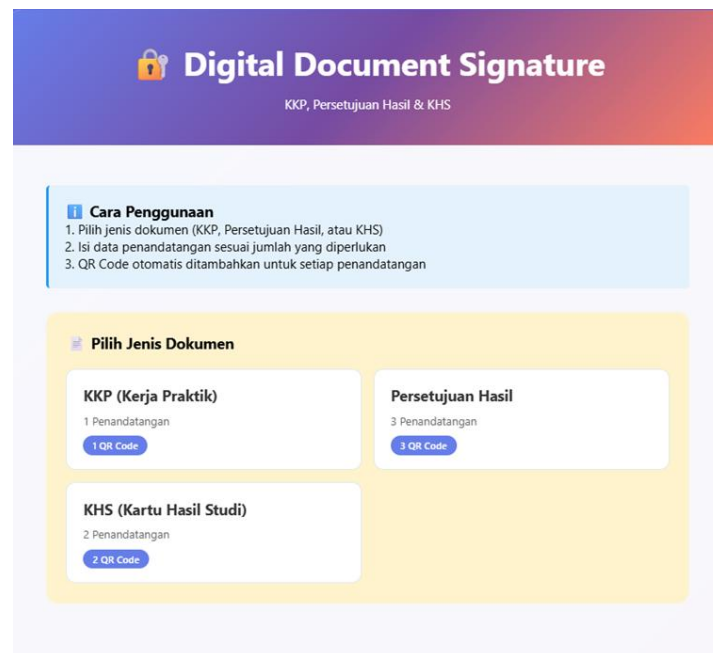 Digital Document Signature
KKP, Persetujuan Hasil & KHS
Cara Penggunaan
1. Pilih jenis dokumen (KKP, Persetujuan Hasil, atau KHS)
2. Isi data penandatangan sesuai jumlah yang diperlukan
3. QR Code otomatis ditambahkan untuk setiap penandatangan
Pilih Jenis Dokumen
KKP (Kerja Praktik)
1 Penandatangan
1 QR Code
Persetujuan Hasil
3 Penandatangan
3 QR Code
KHS (Kartu Hasil Studi)
2 Penandatangan
2 QR Code